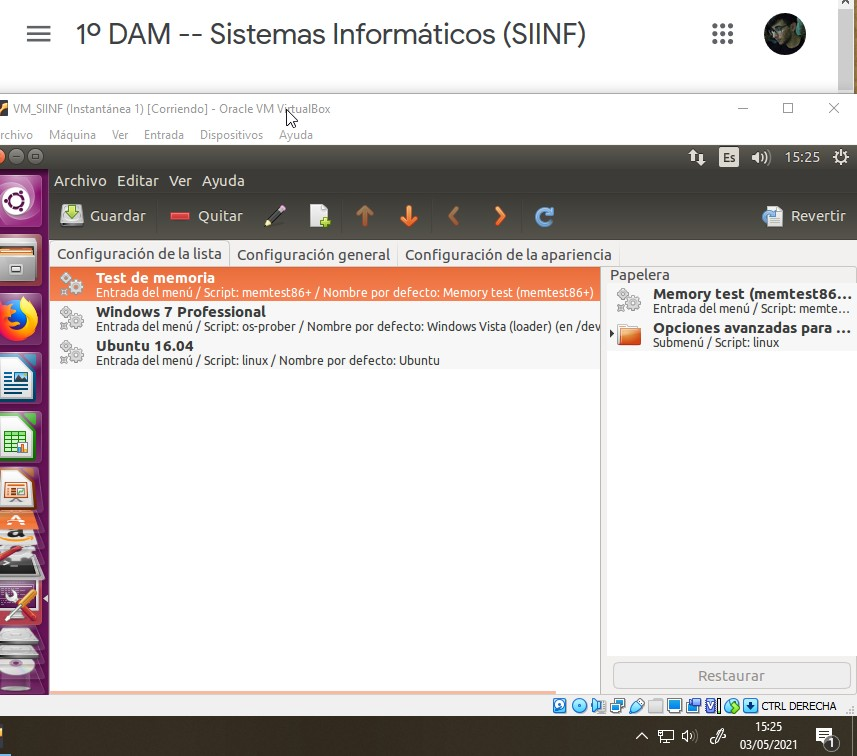 1º DAM -- Sistemas Informáticos (SIINF)
VM_SIINF (Instantánea 1) [Corriendo] - Oracle VM VirtualBox
rchivo Máquina Ver Entrada Dispositivos Ayuda
Es 15:25
Archivo Editar Ver Ayuda
Guardar Quitar Revertir
Configuración de la lista Configuración general Configuración de la apariencia
Test de memoria
Entrada del menú / Script: memtest86+ / Nombre por defecto: Memory test (memtest86+)
Windows 7 Professional
Entrada del menú / Script: os-prober / Nombre por defecto: Windows Vista (loader) (en /dev
Ubuntu 16.04
Entrada del menú / Script: linux / Nombre por defecto: Ubuntu
Papelera
Memory test (memtest86...
Entrada del menú / Script: memte...
Opciones avanzadas para ...
Submenú / Script: linux
Restaurar
CTRL DERECHA
15:25
03/05/2021
1